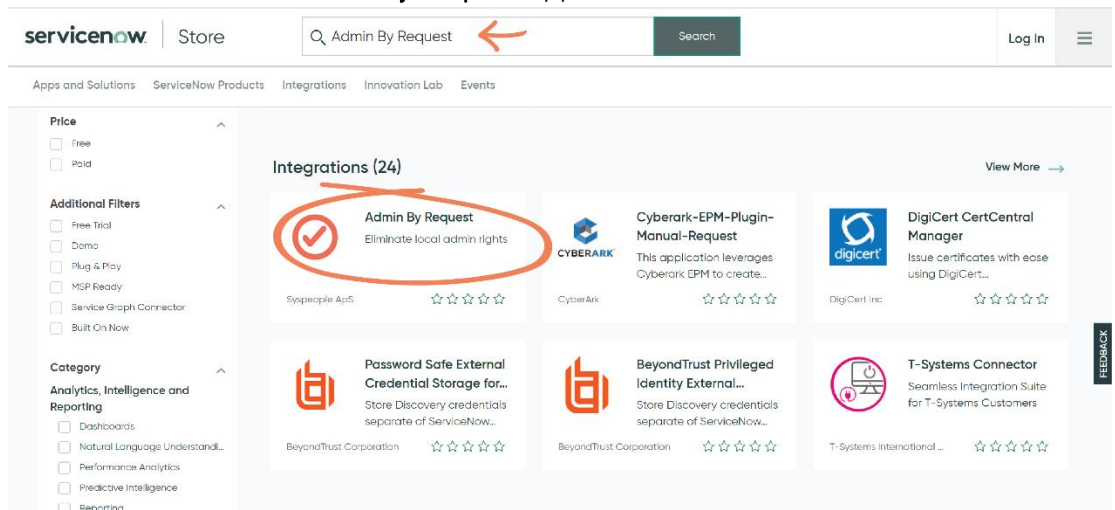 servicenow. Store
Admin By Request
Search
Log In
Apps and Solutions ServiceNow Products Integrations Innovation Lab Events
Price
Free
Paid
Additional Filters
Free Trial
Demo
Plug & Play
MSP Ready
Service Graph Connector
Built On Now
Category
Analytics, Intelligence and
Reporting
Dashboards
Natural Language Understandi...
Performance Analytics
Predictive Intelligence
Reporting
Integrations (24)
View More
Admin By Request
Eliminate local admin rights
Syspeople ApS
CYBERARK
Cyberark-EPM-Plugin-
Manual-Request
This application leverages
Cyberark EPM to create...
CyberArk
digicert
DigiCert CertCentral
Manager
Issue certificates with ease
using DigiCert...
DigiCert Inc
Password Safe External
Credential Storage for...
Store Discovery credentials
separate of ServiceNow...
BeyondTrust Corporation
BeyondTrust Privileged
Identity External...
Store Discovery credentials
separate of ServiceNow...
BeyondTrust Corporation
T-Systems Connector
Seamless Integration Suite
for T-Systems Customers
T-Systems International ...
FEEDBACK